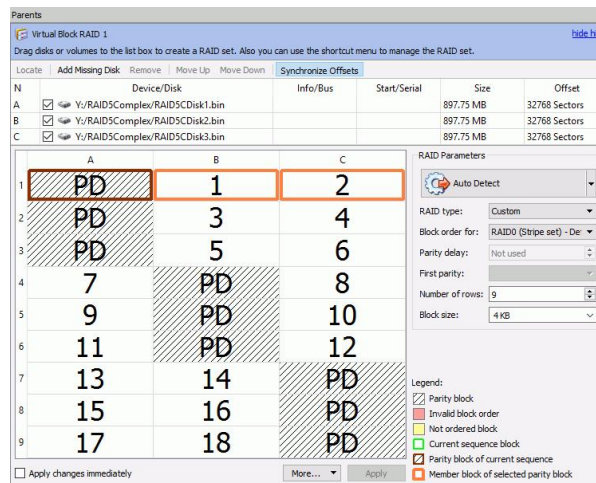 Parents
Virtual Block RAID 1 hide h
Drag disks or volumes to the list box to create a RAID set. Also you can use the shortcut menu to manage the RAID set.
Locate Add Missing Disk Remove Move Up Move Down Synchronize Offsets
N Device/Disk Info/Bus Start/Serial Size Offset
A Y:/RAID5Complex/RAID5CDisk1.bin 897.75 MB 32768 Sectors
B Y:/RAID5Complex/RAID5CDisk2.bin 897.75 MB 32768 Sectors
C Y:/RAID5Complex/RAID5CDisk3.bin 897.75 MB 32768 Sectors
A B C
1 PD 1 2
2 PD 3 4
3 PD 5 6
4 7 PD 8
5 9 PD 10
6 11 PD 12
7 13 14 PD
8 15 16 PD
9 17 18 PD
RAID Parameters
Auto Detect
RAID type: Custom
Block order for: RAID0 (Stripe set) - De
Parity delay: Not used
First parity:
Number of rows: 9
Block size: 4 KB
Legend:
Parity block
Invalid block order
Not ordered block
Current sequence block
Parity block of current sequence
Member block of selected parity block
Apply changes immediately More... Apply